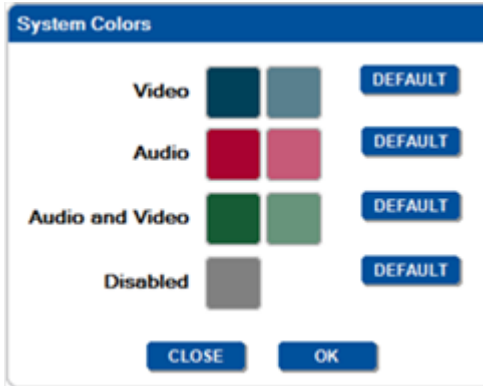 System Colors
Video DEFAULT
Audio DEFAULT
Audio and Video DEFAULT
Disabled DEFAULT
CLOSE OK